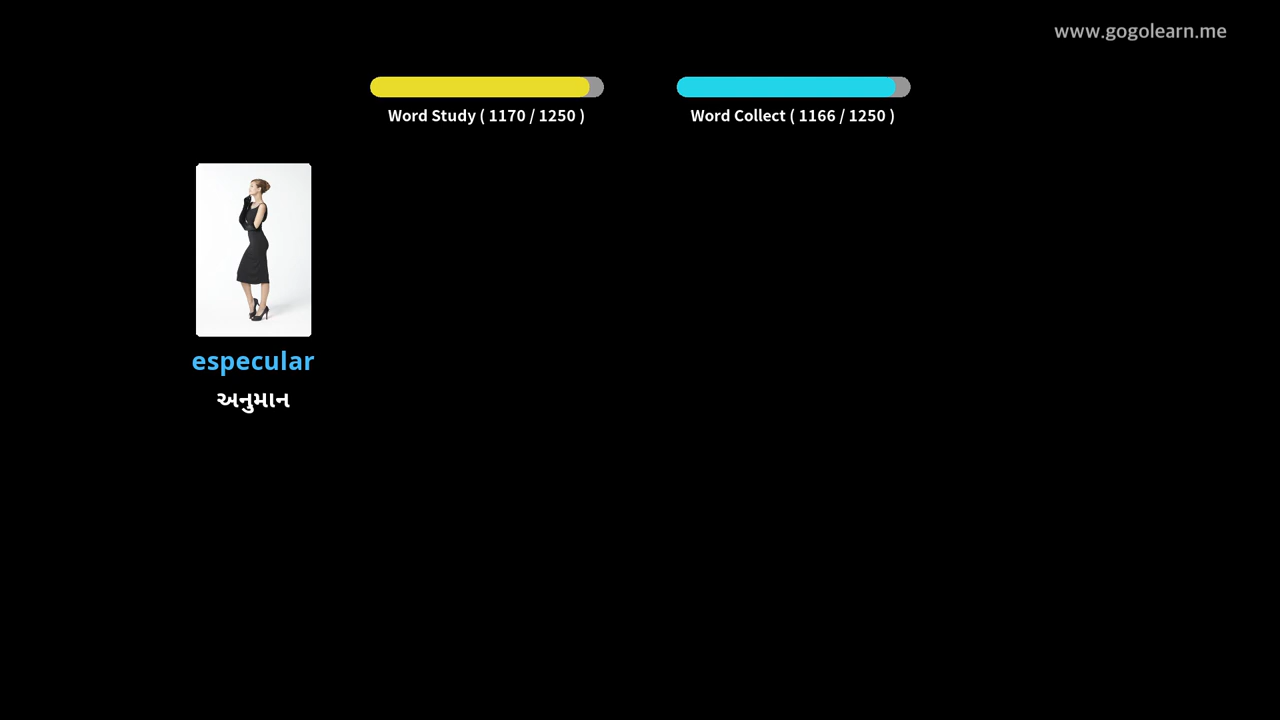 www.gogolearn.me
Word Study ( 1170 / 1250 )
Word Collect ( 1166 / 1250 )
especular
અનુમાન